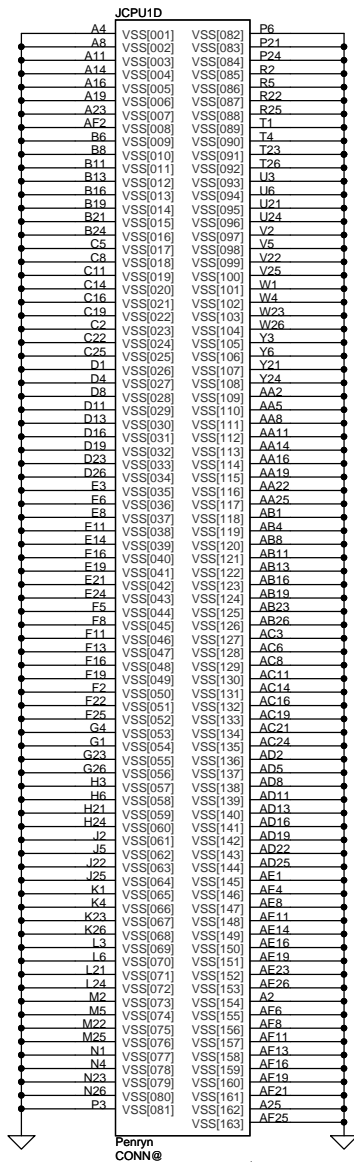 JCPU1D
A4 VSS[001] VSS[082] P6
A8 VSS[002] VSS[083] P21
A11 VSS[003] VSS[084] P24
A14 VSS[004] VSS[085] R2
A16 VSS[005] VSS[086] R5
A19 VSS[006] VSS[087] R22
A23 VSS[007] VSS[088] R25
AF2 VSS[008] VSS[089] T1
B6 VSS[009] VSS[090] T4
B8 VSS[010] VSS[091] T23
B11 VSS[011] VSS[092] T26
B13 VSS[012] VSS[093] U3
B16 VSS[013] VSS[094] U6
B19 VSS[014] VSS[095] U21
B21 VSS[015] VSS[096] U24
B24 VSS[016] VSS[097] V2
C5 VSS[017] VSS[098] V5
C8 VSS[018] VSS[099] V22
C11 VSS[019] VSS[100] V25
C14 VSS[020] VSS[101] W1
C16 VSS[021] VSS[102] W4
C19 VSS[022] VSS[103] W23
C2 VSS[023] VSS[104] W26
C22 VSS[024] VSS[105] Y3
C25 VSS[025] VSS[106] Y6
D1 VSS[026] VSS[107] Y21
D4 VSS[027] VSS[108] Y24
D8 VSS[028] VSS[109] AA2
D11 VSS[029] VSS[110] AA5
D13 VSS[030] VSS[111] AA8
D16 VSS[031] VSS[112] AA11
D19 VSS[032] VSS[113] AA14
D23 VSS[033] VSS[114] AA16
D26 VSS[034] VSS[115] AA19
E3 VSS[035] VSS[116] AA22
E6 VSS[036] VSS[117] AA25
E8 VSS[037] VSS[118] AB1
E11 VSS[038] VSS[119] AB4
E14 VSS[039] VSS[120] AB8
E16 VSS[040] VSS[121] AB11
E19 VSS[041] VSS[122] AB13
E21 VSS[042] VSS[123] AB16
E24 VSS[043] VSS[124] AB19
F5 VSS[044] VSS[125] AB23
F8 VSS[045] VSS[126] AB26
F11 VSS[046] VSS[127] AC3
F13 VSS[047] VSS[128] AC6
F16 VSS[048] VSS[129] AC8
F19 VSS[049] VSS[130] AC11
F2 VSS[050] VSS[131] AC14
F22 VSS[051] VSS[132] AC16
F25 VSS[052] VSS[133] AC19
G4 VSS[053] VSS[134] AC21
G1 VSS[054] VSS[135] AC24
G23 VSS[055] VSS[136] AD2
G26 VSS[056] VSS[137] AD5
H3 VSS[057] VSS[138] AD8
H6 VSS[058] VSS[139] AD11
H21 VSS[059] VSS[140] AD13
H24 VSS[060] VSS[141] AD16
J2 VSS[061] VSS[142] AD19
J5 VSS[062] VSS[143] AD22
J22 VSS[063] VSS[144] AD25
J25 VSS[064] VSS[145] AE1
K1 VSS[065] VSS[146] AE4
K4 VSS[066] VSS[147] AE8
K23 VSS[067] VSS[148] AE11
K26 VSS[068] VSS[149] AE14
L3 VSS[069] VSS[150] AE16
L6 VSS[070] VSS[151] AE19
L21 VSS[071] VSS[152] AE23
L24 VSS[072] VSS[153] AE26
M2 VSS[073] VSS[154] A2
M5 VSS[074] VSS[155] AF6
M22 VSS[075] VSS[156] AF8
M25 VSS[076] VSS[157] AF11
N1 VSS[077] VSS[158] AF13
N4 VSS[078] VSS[159] AF16
N23 VSS[079] VSS[160] AF19
N26 VSS[080] VSS[161] AF21
P3 VSS[081] VSS[162] A25
VSS[163] AF25
Penryn
CONN@